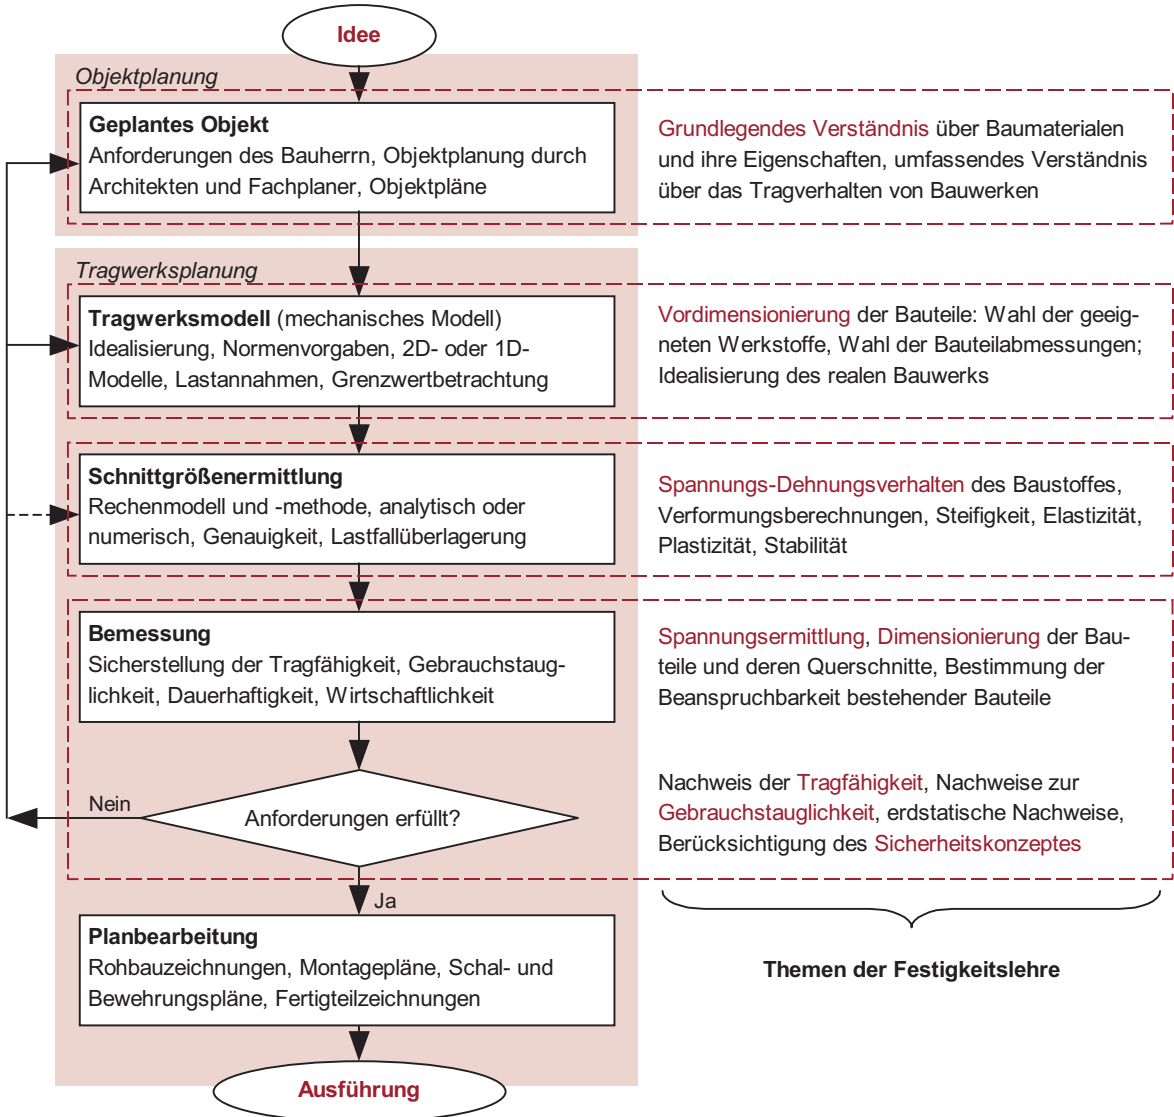 Idee
Objektplanung
Geplantes Objekt
Anforderungen des Bauherrn, Objektplanung durch
Architekten und Fachplaner, Objektpläne
Grundlegendes Verständnis über Baumaterialen
und ihre Eigenschaften, umfassendes Verständnis
über das Tragverhalten von Bauwerken
Tragwerksplanung
Tragwerksmodell (mechanisches Modell)
Idealisierung, Normenvorgaben, 2D- oder 1D-
Modelle, Lastannahmen, Grenzwertbetrachtung
Vordimensionierung der Bauteile: Wahl der geeig-
neten Werkstoffe, Wahl der Bauteilabmessungen;
Idealisierung des realen Bauwerks
Schnittgrößenermittlung
Rechenmodell und -methode, analytisch oder
numerisch, Genauigkeit, Lastfallüberlagerung
Spannungs-Dehnungsverhalten des Baustoffes,
Verformungsberechnungen, Steifigkeit, Elastizität,
Plastizität, Stabilität
Bemessung
Sicherstellung der Tragfähigkeit, Gebrauchstaug-
lichkeit, Dauerhaftigkeit, Wirtschaftlichkeit
Spannungsermittlung, Dimensionierung der Bau-
teile und deren Querschnitte, Bestimmung der
Beanspruchbarkeit bestehender Bauteile
Nein
Anforderungen erfüllt?
Nachweis der Tragfähigkeit, Nachweise zur
Gebrauchstauglichkeit, erdstatische Nachweise,
Berücksichtigung des Sicherheitskonzeptes
Ja
Planbearbeitung
Rohbauzeichnungen, Montagepläne, Schal- und
Bewehrungspläne, Fertigteilzeichnungen
Themen der Festigkeitslehre
Ausführung